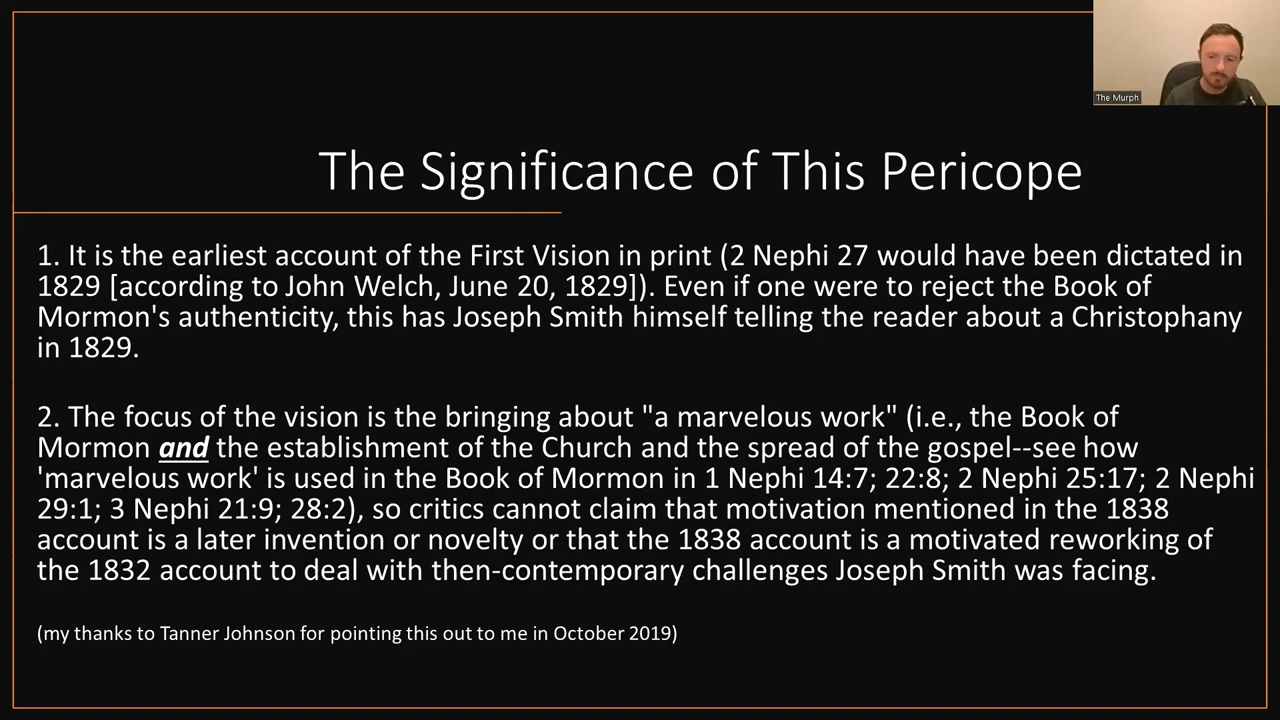 The Murph
The Significance of This Pericope
1. It is the earliest account of the First Vision in print (2 Nephi 27 would have been dictated in
1829 [according to John Welch, June 20, 1829]). Even if one were to reject the Book of
Mormon's authenticity, this has Joseph Smith himself telling the reader about a Christophany
in 1829.
2. The focus of the vision is the bringing about "a marvelous work" (i.e., the Book of
Mormon and the establishment of the Church and the spread of the gospel--see how
'marvelous work' is used in the Book of Mormon in 1 Nephi 14:7; 22:8; 2 Nephi 25:17; 2 Nephi
29:1; 3 Nephi 21:9; 28:2), so critics cannot claim that motivation mentioned in the 1838
account is a later invention or novelty or that the 1838 account is a motivated reworking of
the 1832 account to deal with then-contemporary challenges Joseph Smith was facing.
(my thanks to Tanner Johnson for pointing this out to me in October 2019)